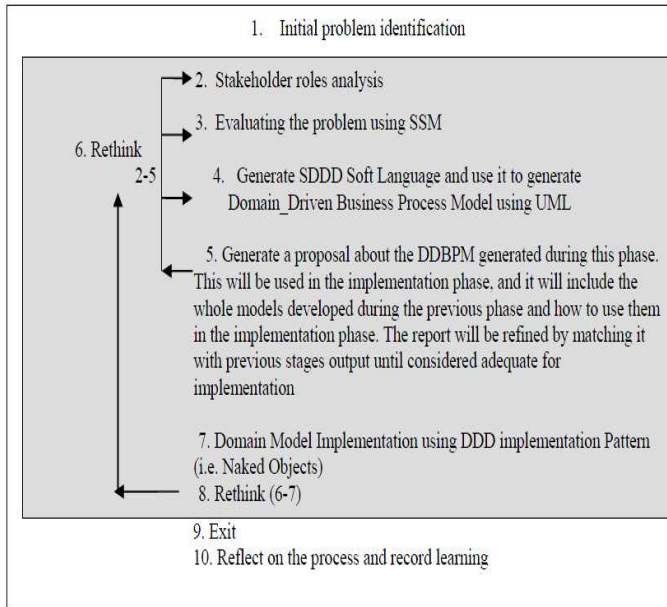 1. Initial problem identification
2. Stakeholder roles analysis
3. Evaluating the problem using SSM
6. Rethink
2-5
4. Generate SDDD Soft Language and use it to generate
Domain_Driven Business Process Model using UML
5. Generate a proposal about the DDBPM generated during this phase.
This will be used in the implementation phase, and it will include the
whole models developed during the previous phase and how to use them
in the implementation phase. The report will be refined by matching it
with previous stages output until considered adequate for
implementation
7. Domain Model Implementation using DDD implementation Pattern
(i.e. Naked Objects)
8. Rethink (6-7)
9. Exit
10. Reflect on the process and record learning